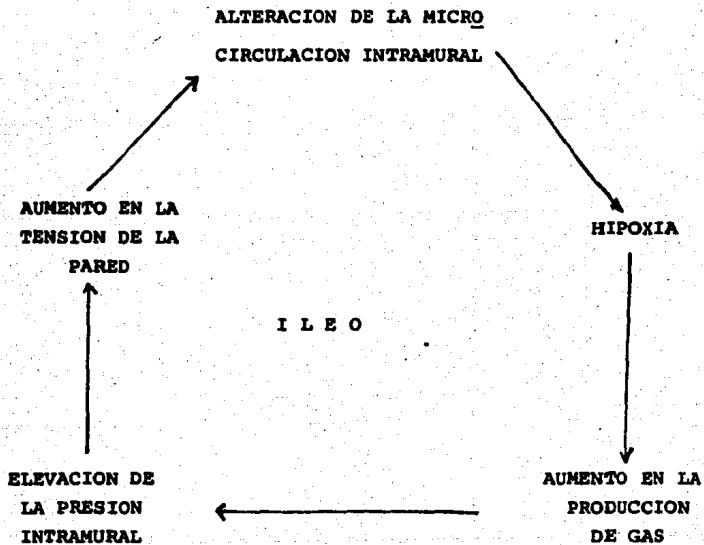 ALTERACION DE LA MICRO
CIRCULACION INTRAMURAL
AUMENTO EN LA
TENSION DE LA
PARED
HIPOXIA
I L E O
ELEVACION DE
LA PRESION
INTRAMURAL
AUMENTO EN LA
PRODUCCION
DE GAS